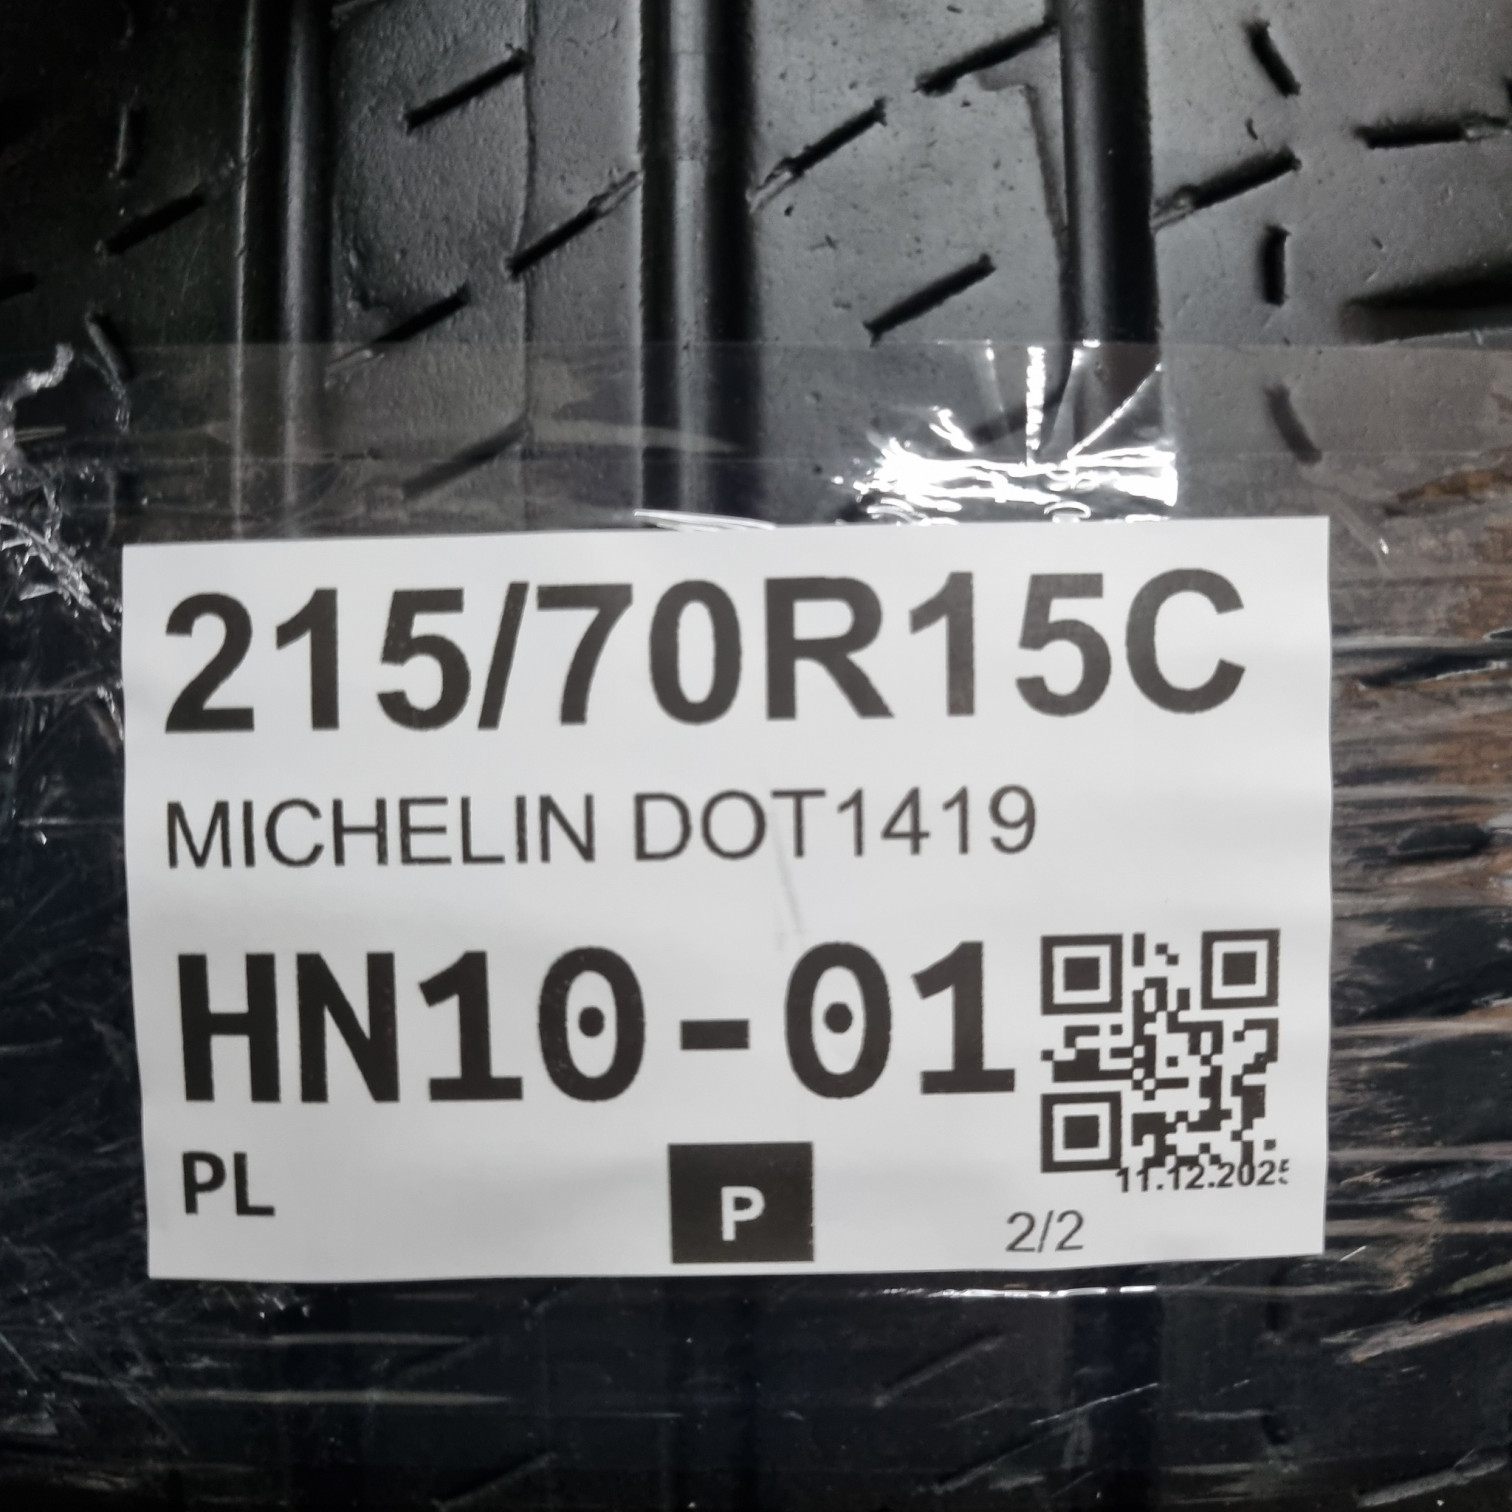 215/70R15C
MICHELIN DOT1419
HN10-01
11.12.2025
PL
P
2/2